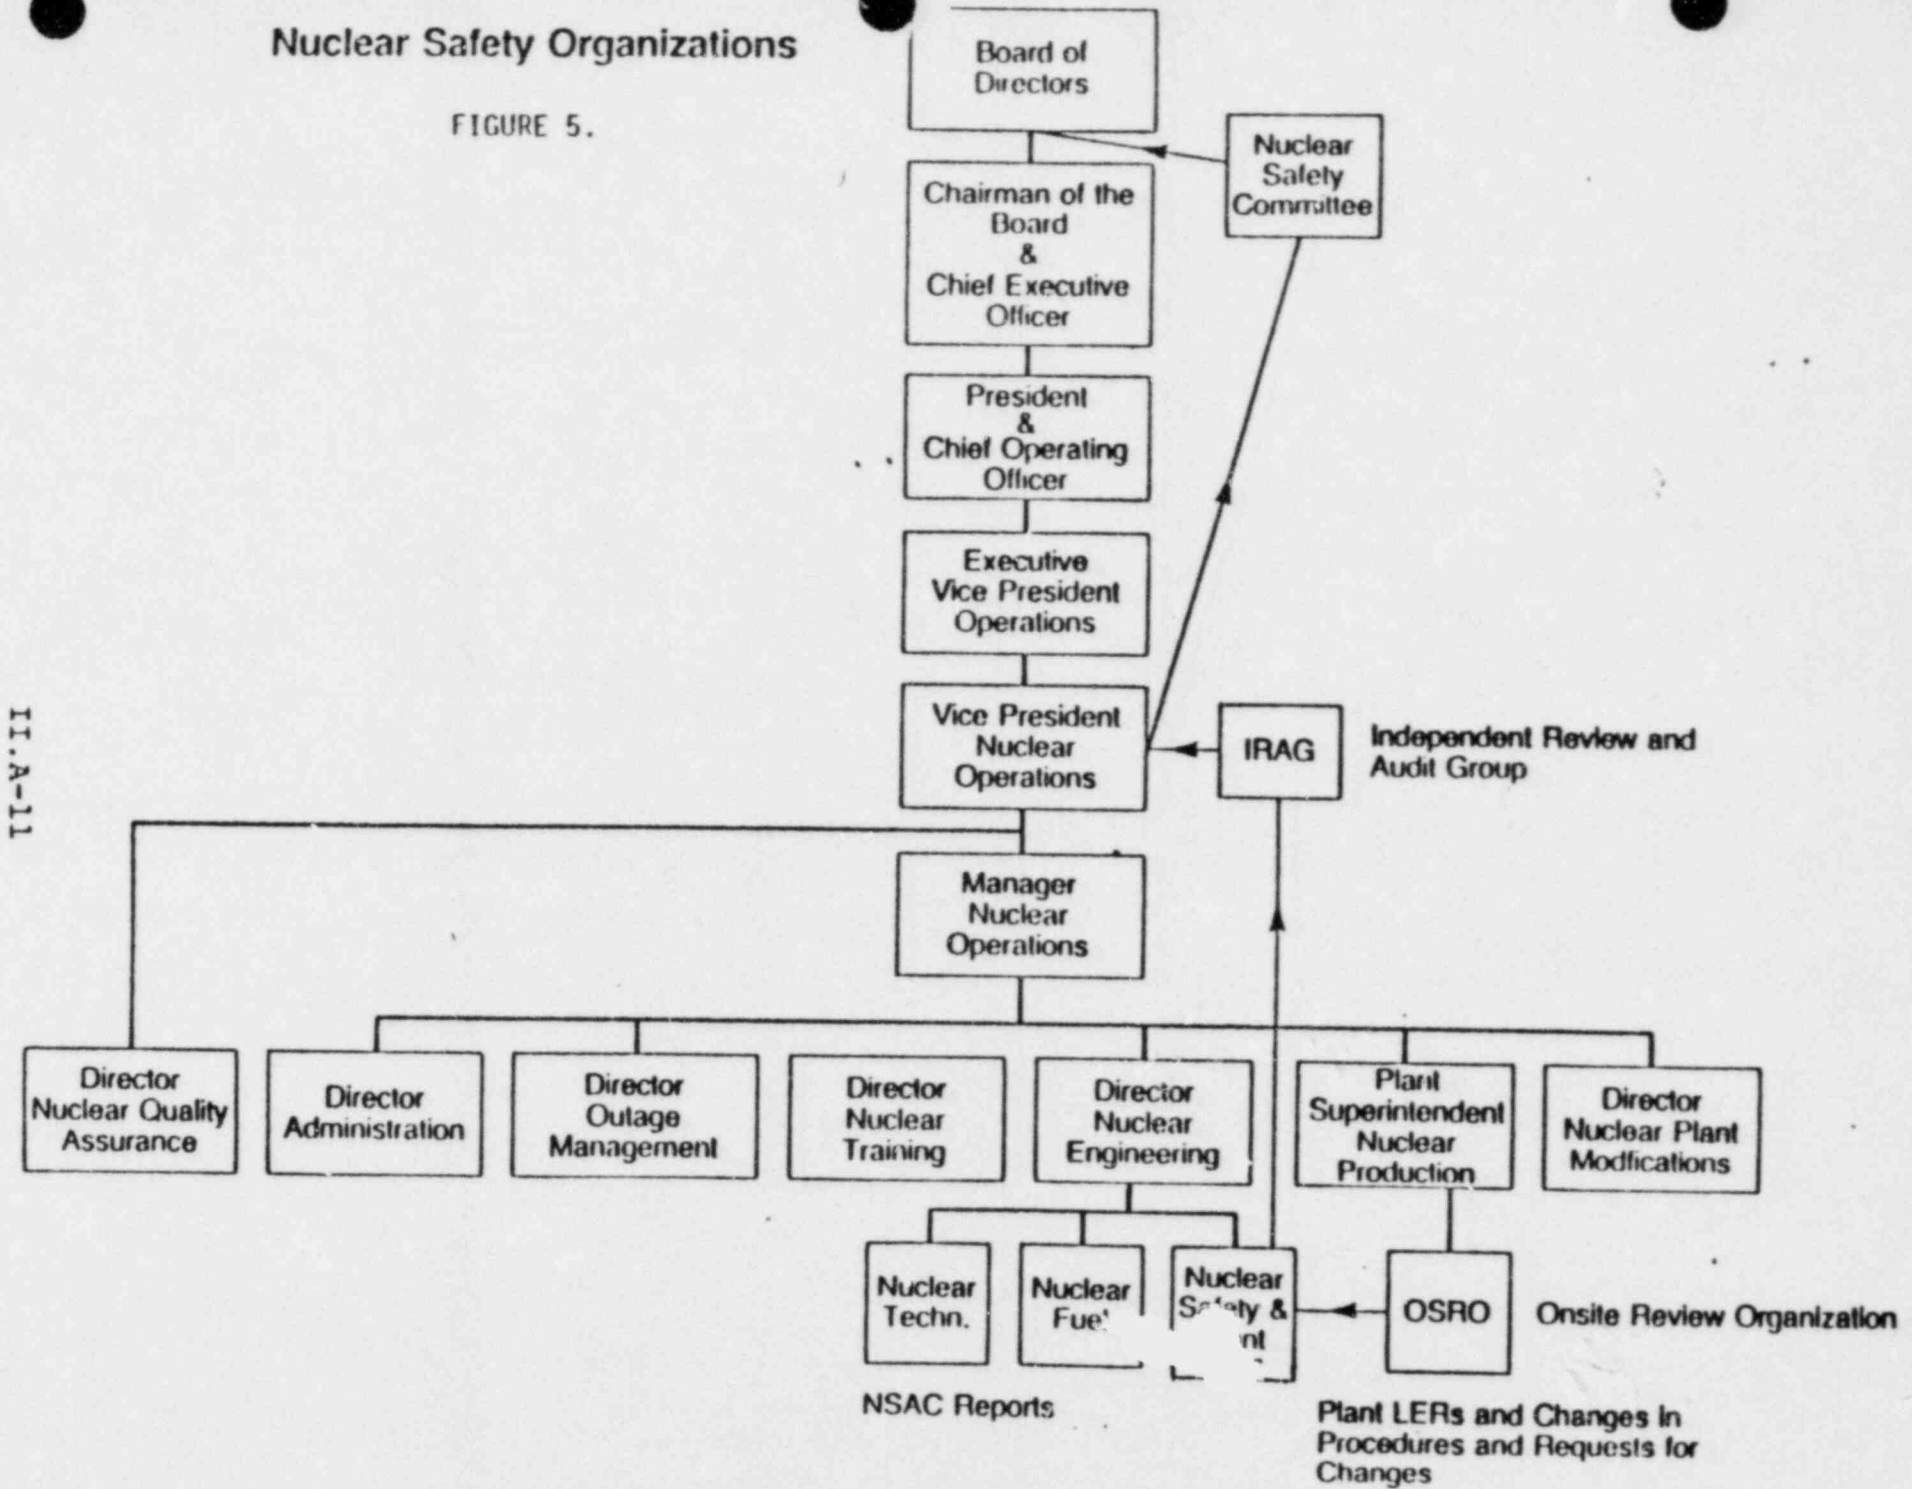 Nuclear Safety Organizations
FIGURE 5.
Board of
Directors
Nuclear
Safety
Committee
Chairman of the
Board
&
Chief Executive
Officer
President
&
Chief Operating
Officer
Executive
Vice President
Operations
Vice President
Nuclear
Operations
IRAG
Independent Review and
Audit Group
II.A-11
Manager
Nuclear
Operations
Director
Nuclear Quality
Assurance
Director
Administration
Director
Outage
Management
Director
Nuclear
Training
Director
Nuclear
Engineering
Plant
Superintendent
Nuclear
Production
Director
Nuclear Plant
Modfications
Nuclear
Techn.
Nuclear
Fuel
Nuclear
Safety &
OSRO
Onsite Review Organization
NSAC Reports
Plant LERs and Changes in
Procedures and Requests for
Changes